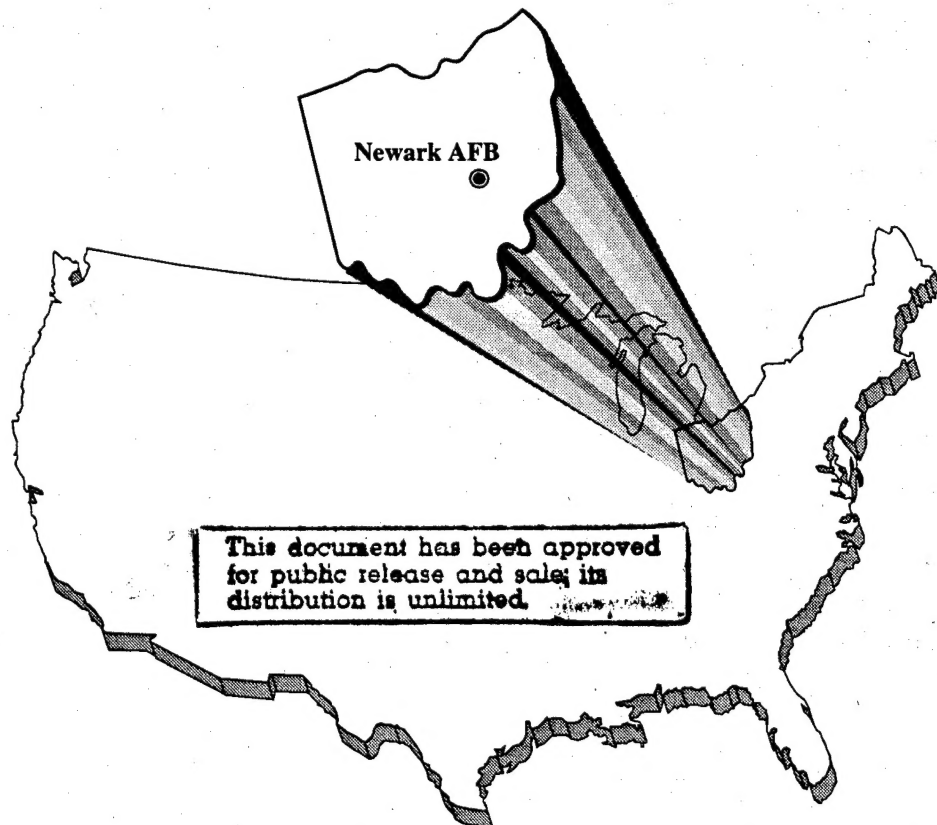 Newark AFB
This document has been approved
for public release and sale; its
distribution is unlimited.